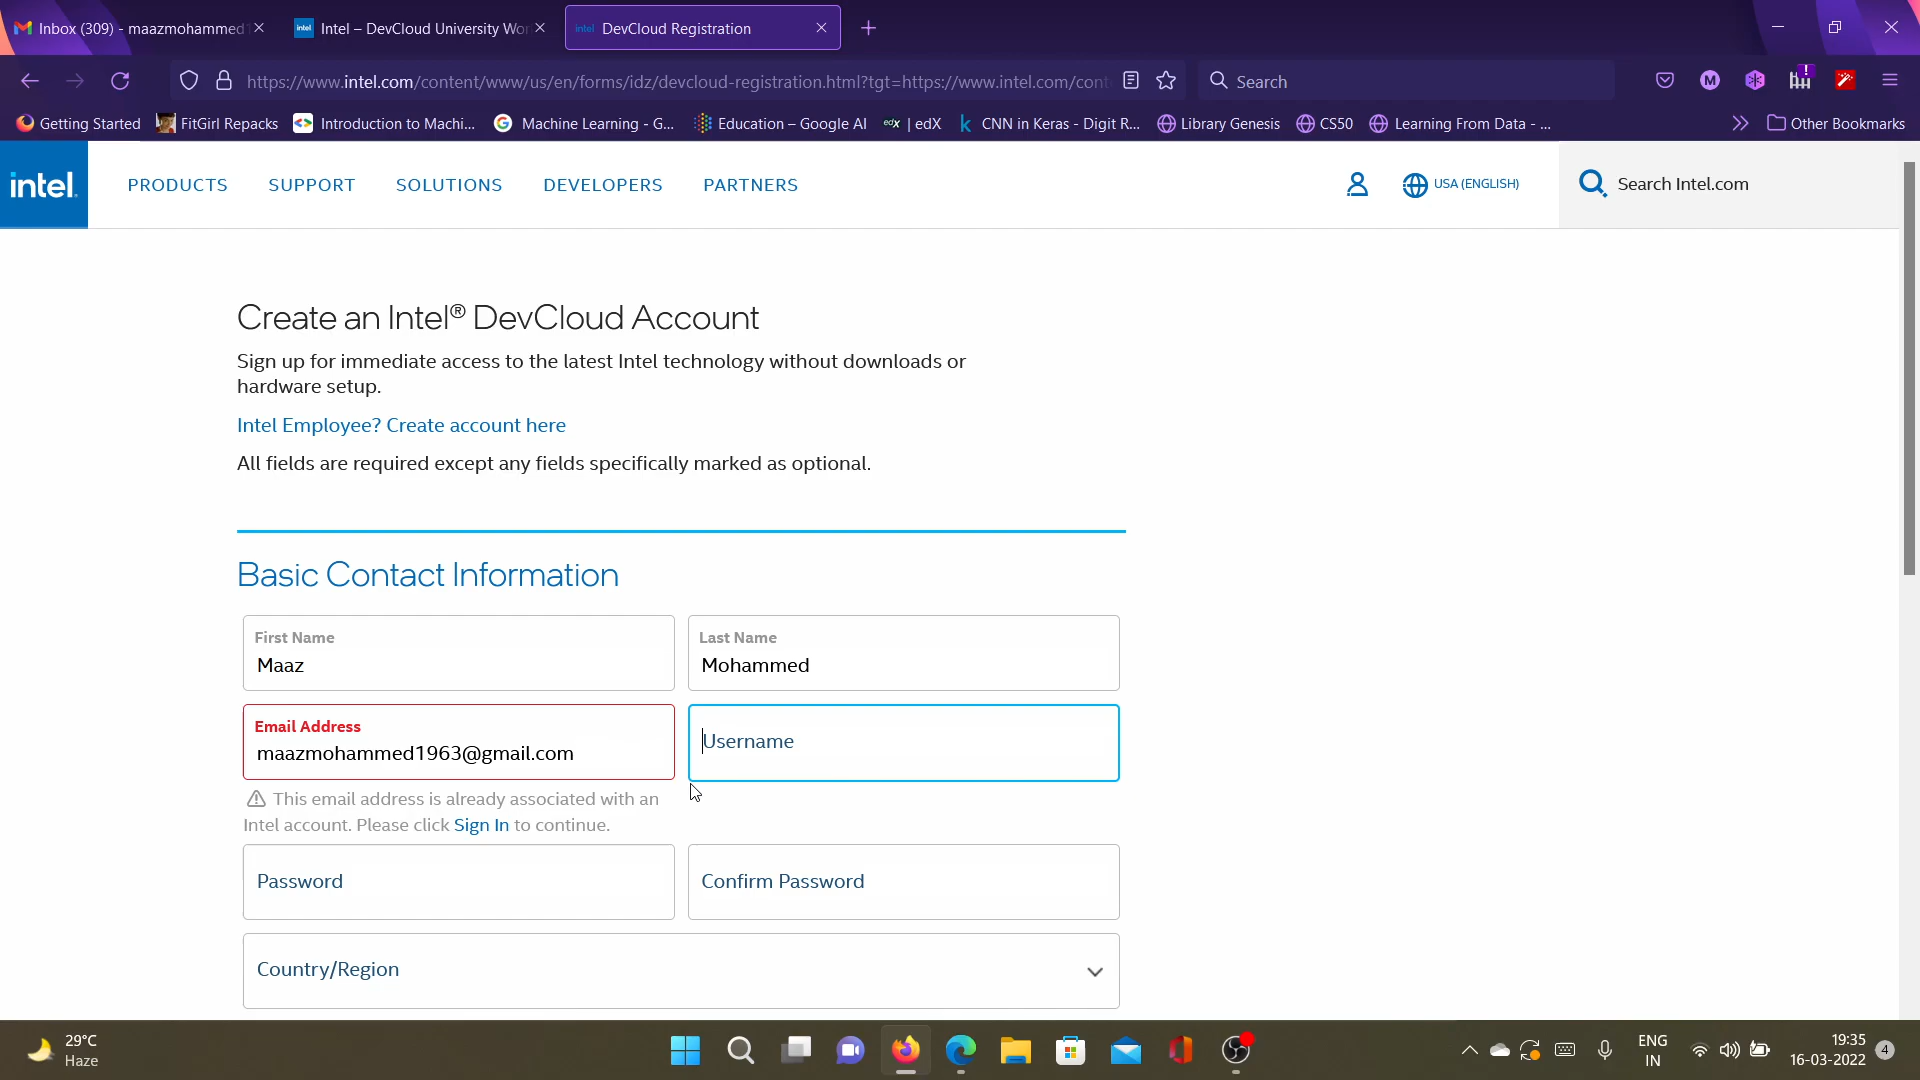 Inbox (309) - maazmohammed1
Intel – DevCloud University Wor
DevCloud Registration
https://www.intel.com/content/www/us/en/forms/idz/devcloud-registration.html?tgt=https://www.intel.com/cont
Search
Getting Started
FitGirl Repacks
Introduction to Machi...
Machine Learning - G...
Education – Google AI
edX | edX
k CNN in Keras - Digit R...
Library Genesis
CS50
Learning From Data - ...
Other Bookmarks
intel.
PRODUCTS
SUPPORT
SOLUTIONS
DEVELOPERS
PARTNERS
USA (ENGLISH)
Search Intel.com
Create an Intel® DevCloud Account
Sign up for immediate access to the latest Intel technology without downloads or
hardware setup.
Intel Employee? Create account here
All fields are required except any fields specifically marked as optional.
Basic Contact Information
First Name
Maaz
Last Name
Mohammed
Email Address
maazmohammed1963@gmail.com
Username
This email address is already associated with an
Intel account. Please click Sign In to continue.
Password
Confirm Password
Country/Region
29°C
Haze
ENG
IN
19:35
16-03-2022
4